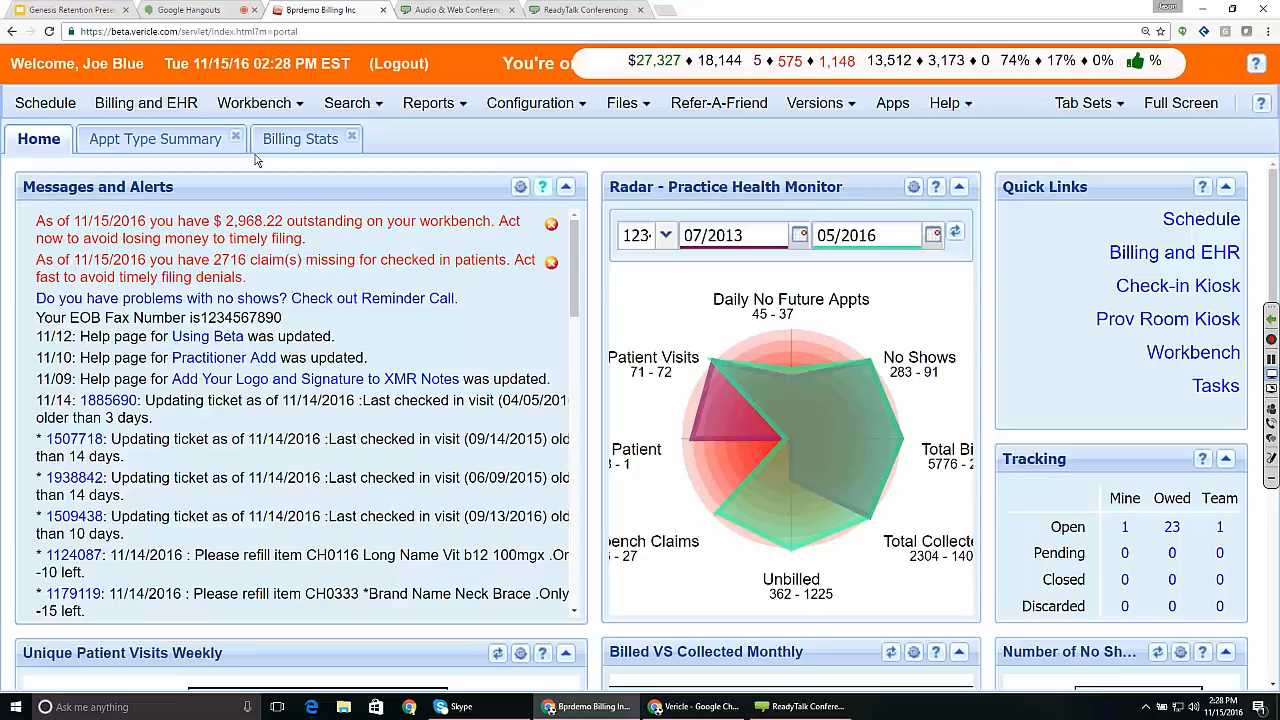 Genesis Retention Prese
Google Hangouts
Bprdemo Billing Inc
Audio & Web Conferenc
ReadyTalk Conferencing
Jason
https://beta.vericle.com/servlet/index.html?m=portal
Welcome, Joe Blue
Tue 11/15/16 02:28 PM EST
(Logout)
You're o
$27,327 ♦ 18,144
5 ♦ 575 ♦ 1,148
13,512 ♦ 3,173 ♦ 0
74% ♦ 17% ♦ 0%
%
Schedule
Billing and EHR
Workbench
Search
Reports
Configuration
Files
Refer-A-Friend
Versions
Apps
Help
Tab Sets
Full Screen
Home
Appt Type Summary
Billing Stats
Messages and Alerts
As of 11/15/2016 you have $ 2,968.22 outstanding on your workbench. Act
now to avoid losing money to timely filing.
As of 11/15/2016 you have 2716 claim(s) missing for checked in patients. Act
fast to avoid timely filing denials.
Do you have problems with no shows? Check out Reminder Call.
Your EOB Fax Number is1234567890
11/12: Help page for Using Beta was updated.
11/10: Help page for Practitioner Add was updated.
11/09: Help page for Add Your Logo and Signature to XMR Notes was updated.
11/14: 1885690: Updating ticket as of 11/14/2016 :Last checked in visit (04/05/201
older than 3 days.
* 1507718: Updating ticket as of 11/14/2016 :Last checked in visit (09/14/2015) old
than 14 days.
* 1938842: Updating ticket as of 11/14/2016 :Last checked in visit (06/09/2015) old
than 14 days.
* 1509438: Updating ticket as of 11/14/2016 :Last checked in visit (09/13/2016) old
than 10 days.
* 1124087: 11/14/2016 : Please refill item CH0116 Long Name Vit b12 100mgx .On
-10 left.
* 1179119: 11/14/2016 : Please refill item CH0333 *Brand Name Neck Brace .Only
-15 left.
Radar - Practice Health Monitor
123
07/2013
05/2016
Daily No Future Appts
45 - 37
Patient Visits
71 - 72
No Shows
283 - 91
Patient
3 - 1
Total Bi
5776 - 2
ench Claims
- 27
Total Collecte
2304 - 140
Unbilled
362 - 1225
Quick Links
Schedule
Billing and EHR
Check-in Kiosk
Prov Room Kiosk
Workbench
Tasks
Tracking
Mine Owed Team
Open 1 23 1
Pending 0 0 0
Closed 0 0 0
Discarded 0 0 0
Unique Patient Visits Weekly
Billed VS Collected Monthly
Number of No Sh...
Ask me anything
Skype
Bprdemo Billing In...
Vericle - Google Ch...
ReadyTalk Confere...
2:28 PM
11/15/2016